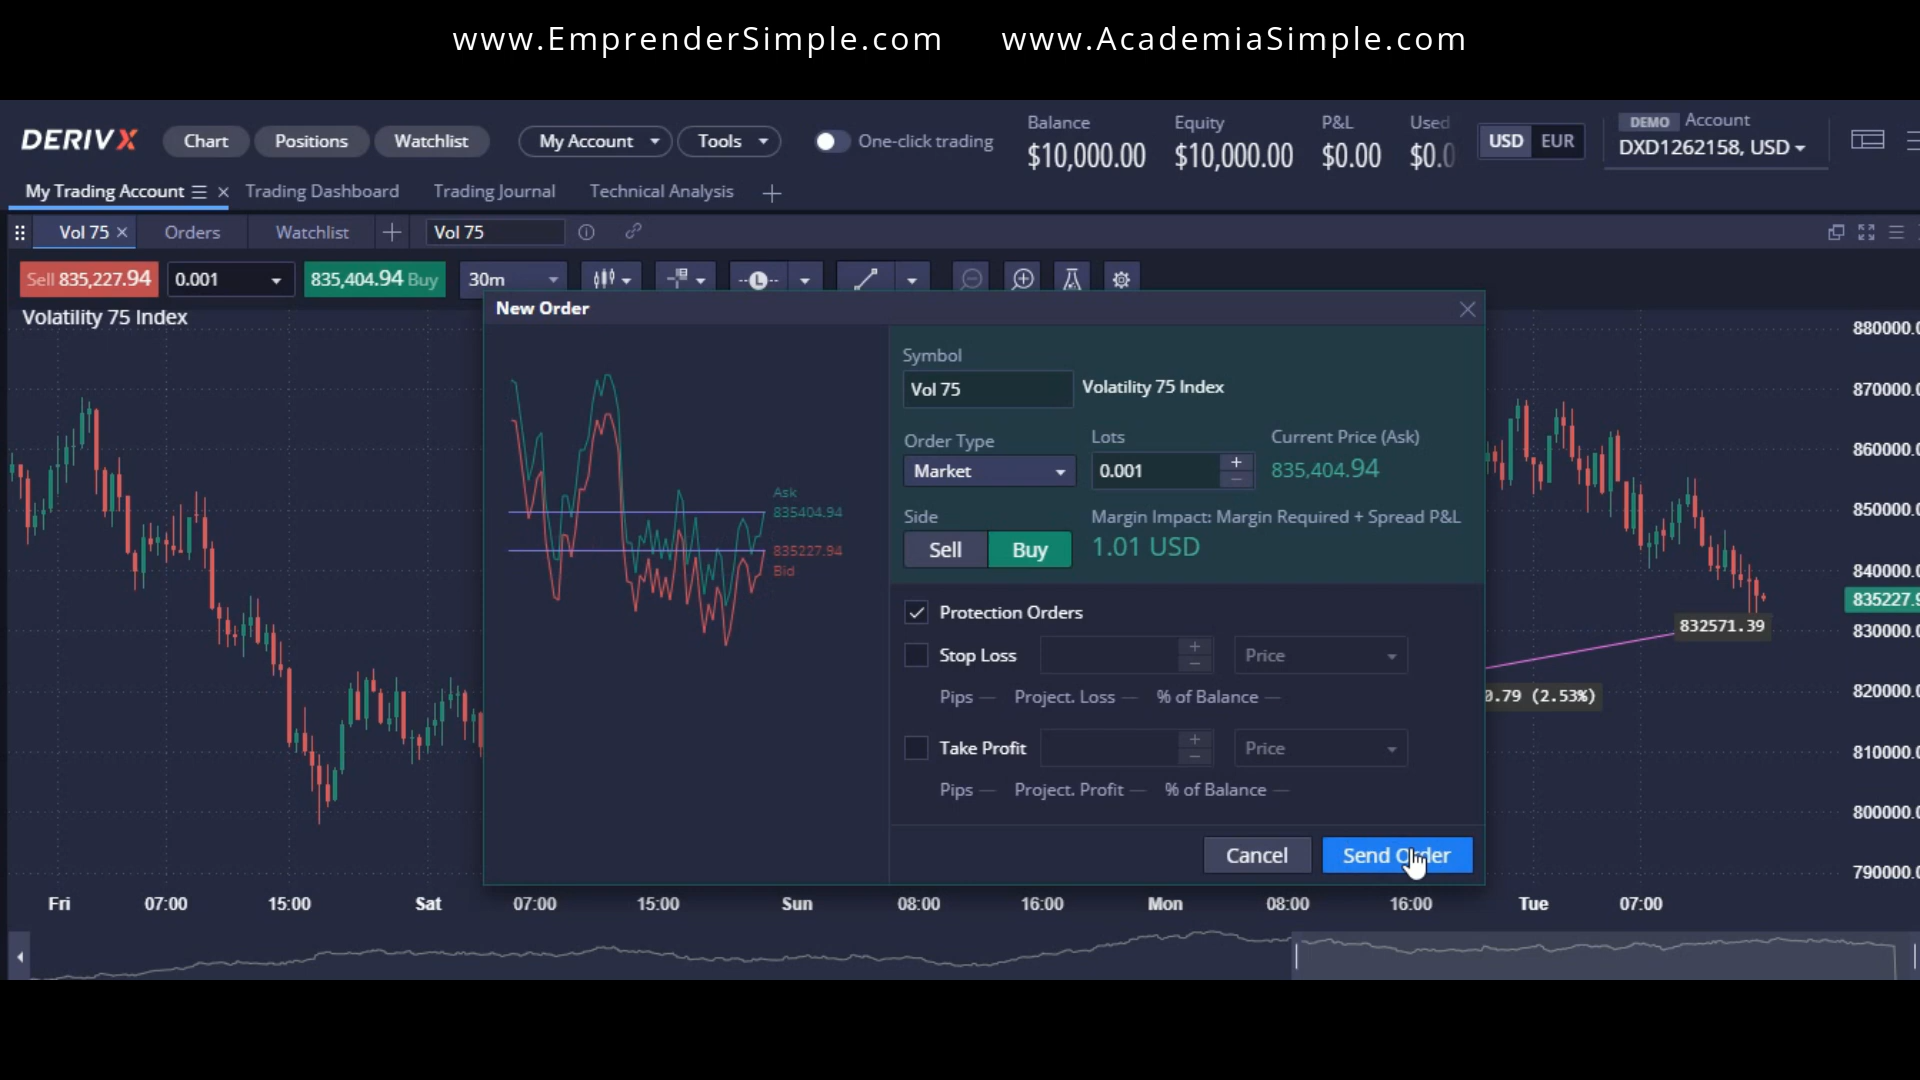 www.EmprenderSimple.com www.AcademiaSimple.com
DERIV X Chart Positions Watchlist My Account Tools One-click trading
Balance Equity P&L Used
$10,000.00 $10,000.00 $0.00 $0.0
USD EUR
DEMO Account
DXD1262158, USD
My Trading Account Trading Dashboard Trading Journal Technical Analysis
Vol 75 Orders Watchlist Vol 75
Sell 835,227.94 0.001 835,404.94 Buy 30m
Volatility 75 Index
New Order
Ask
835404.94
835227.94
Bid
Symbol
Vol 75 Volatility 75 Index
Order Type Lots Current Price (Ask)
Market 0.001 835,404.94
Side Margin Impact: Margin Required + Spread P&L
Sell Buy 1.01 USD
Protection Orders
Stop Loss Price
Pips — Project. Loss — % of Balance —
Take Profit Price
Pips — Project. Profit — % of Balance —
Cancel Send Order
880000.0
870000.0
860000.0
850000.0
840000.0
835227.9
832571.39
830000.0
820000.0
0.79 (2.53%)
810000.0
800000.0
790000.0
Fri 07:00 15:00 Sat 07:00 15:00 Sun 08:00 16:00 Mon 08:00 16:00 Tue 07:00